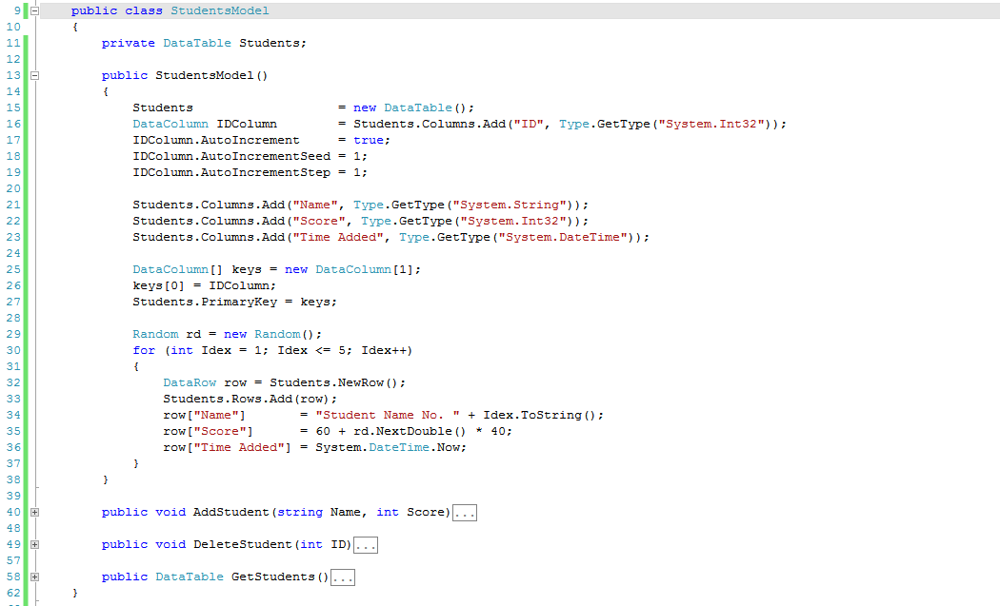 9 public class StudentsModel
10 {
11 private DataTable Students;
12
13 public StudentsModel()
14 {
15 Students = new DataTable();
16 DataColumn IDColumn = Students.Columns.Add("ID", Type.GetType("System.Int32"));
17 IDColumn.AutoIncrement = true;
18 IDColumn.AutoIncrementSeed = 1;
19 IDColumn.AutoIncrementStep = 1;
20
21 Students.Columns.Add("Name", Type.GetType("System.String"));
22 Students.Columns.Add("Score", Type.GetType("System.Int32"));
23 Students.Columns.Add("Time Added", Type.GetType("System.DateTime"));
24
25 DataColumn[] keys = new DataColumn[1];
26 keys[0] = IDColumn;
27 Students.PrimaryKey = keys;
28
29 Random rd = new Random();
30 for (int Idex = 1; Idex <= 5; Idex++)
31 {
32 DataRow row = Students.NewRow();
33 Students.Rows.Add(row);
34 row["Name"] = "Student Name No. " + Idex.ToString();
35 row["Score"] = 60 + rd.NextDouble() * 40;
36 row["Time Added"] = System.DateTime.Now;
37 }
38 }
39
40 public void AddStudent(string Name, int Score)...
48
49 public void DeleteStudent(int ID)...
57
58 public DataTable GetStudents()...
62 }